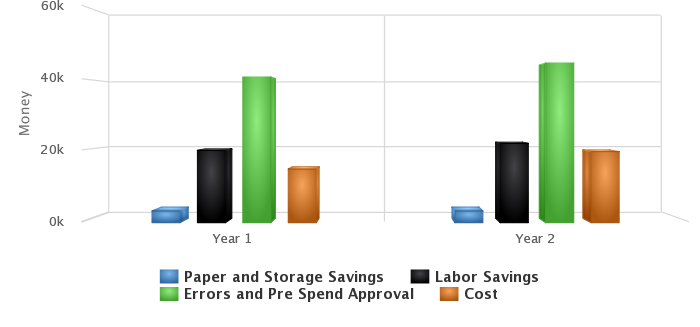 60k
40k
20k
0k
Money
Year 1 Year 2
Paper and Storage Savings Labor Savings
Errors and Pre Spend Approval Cost